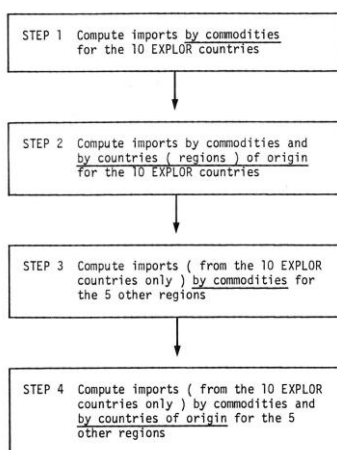 STEP 1 Compute imports by commodities
for the 10 EXPLOR countries
STEP 2 Compute imports by commodities and
by countries ( regions ) of origin
for the 10 EXPLOR countries
STEP 3 Compute imports ( from the 10 EXPLOR
countries only ) by commodities for
the 5 other regions
STEP 4 Compute imports ( from the 10 EXPLOR
countries only ) by commodities and
by countries of origin for the 5
other regions